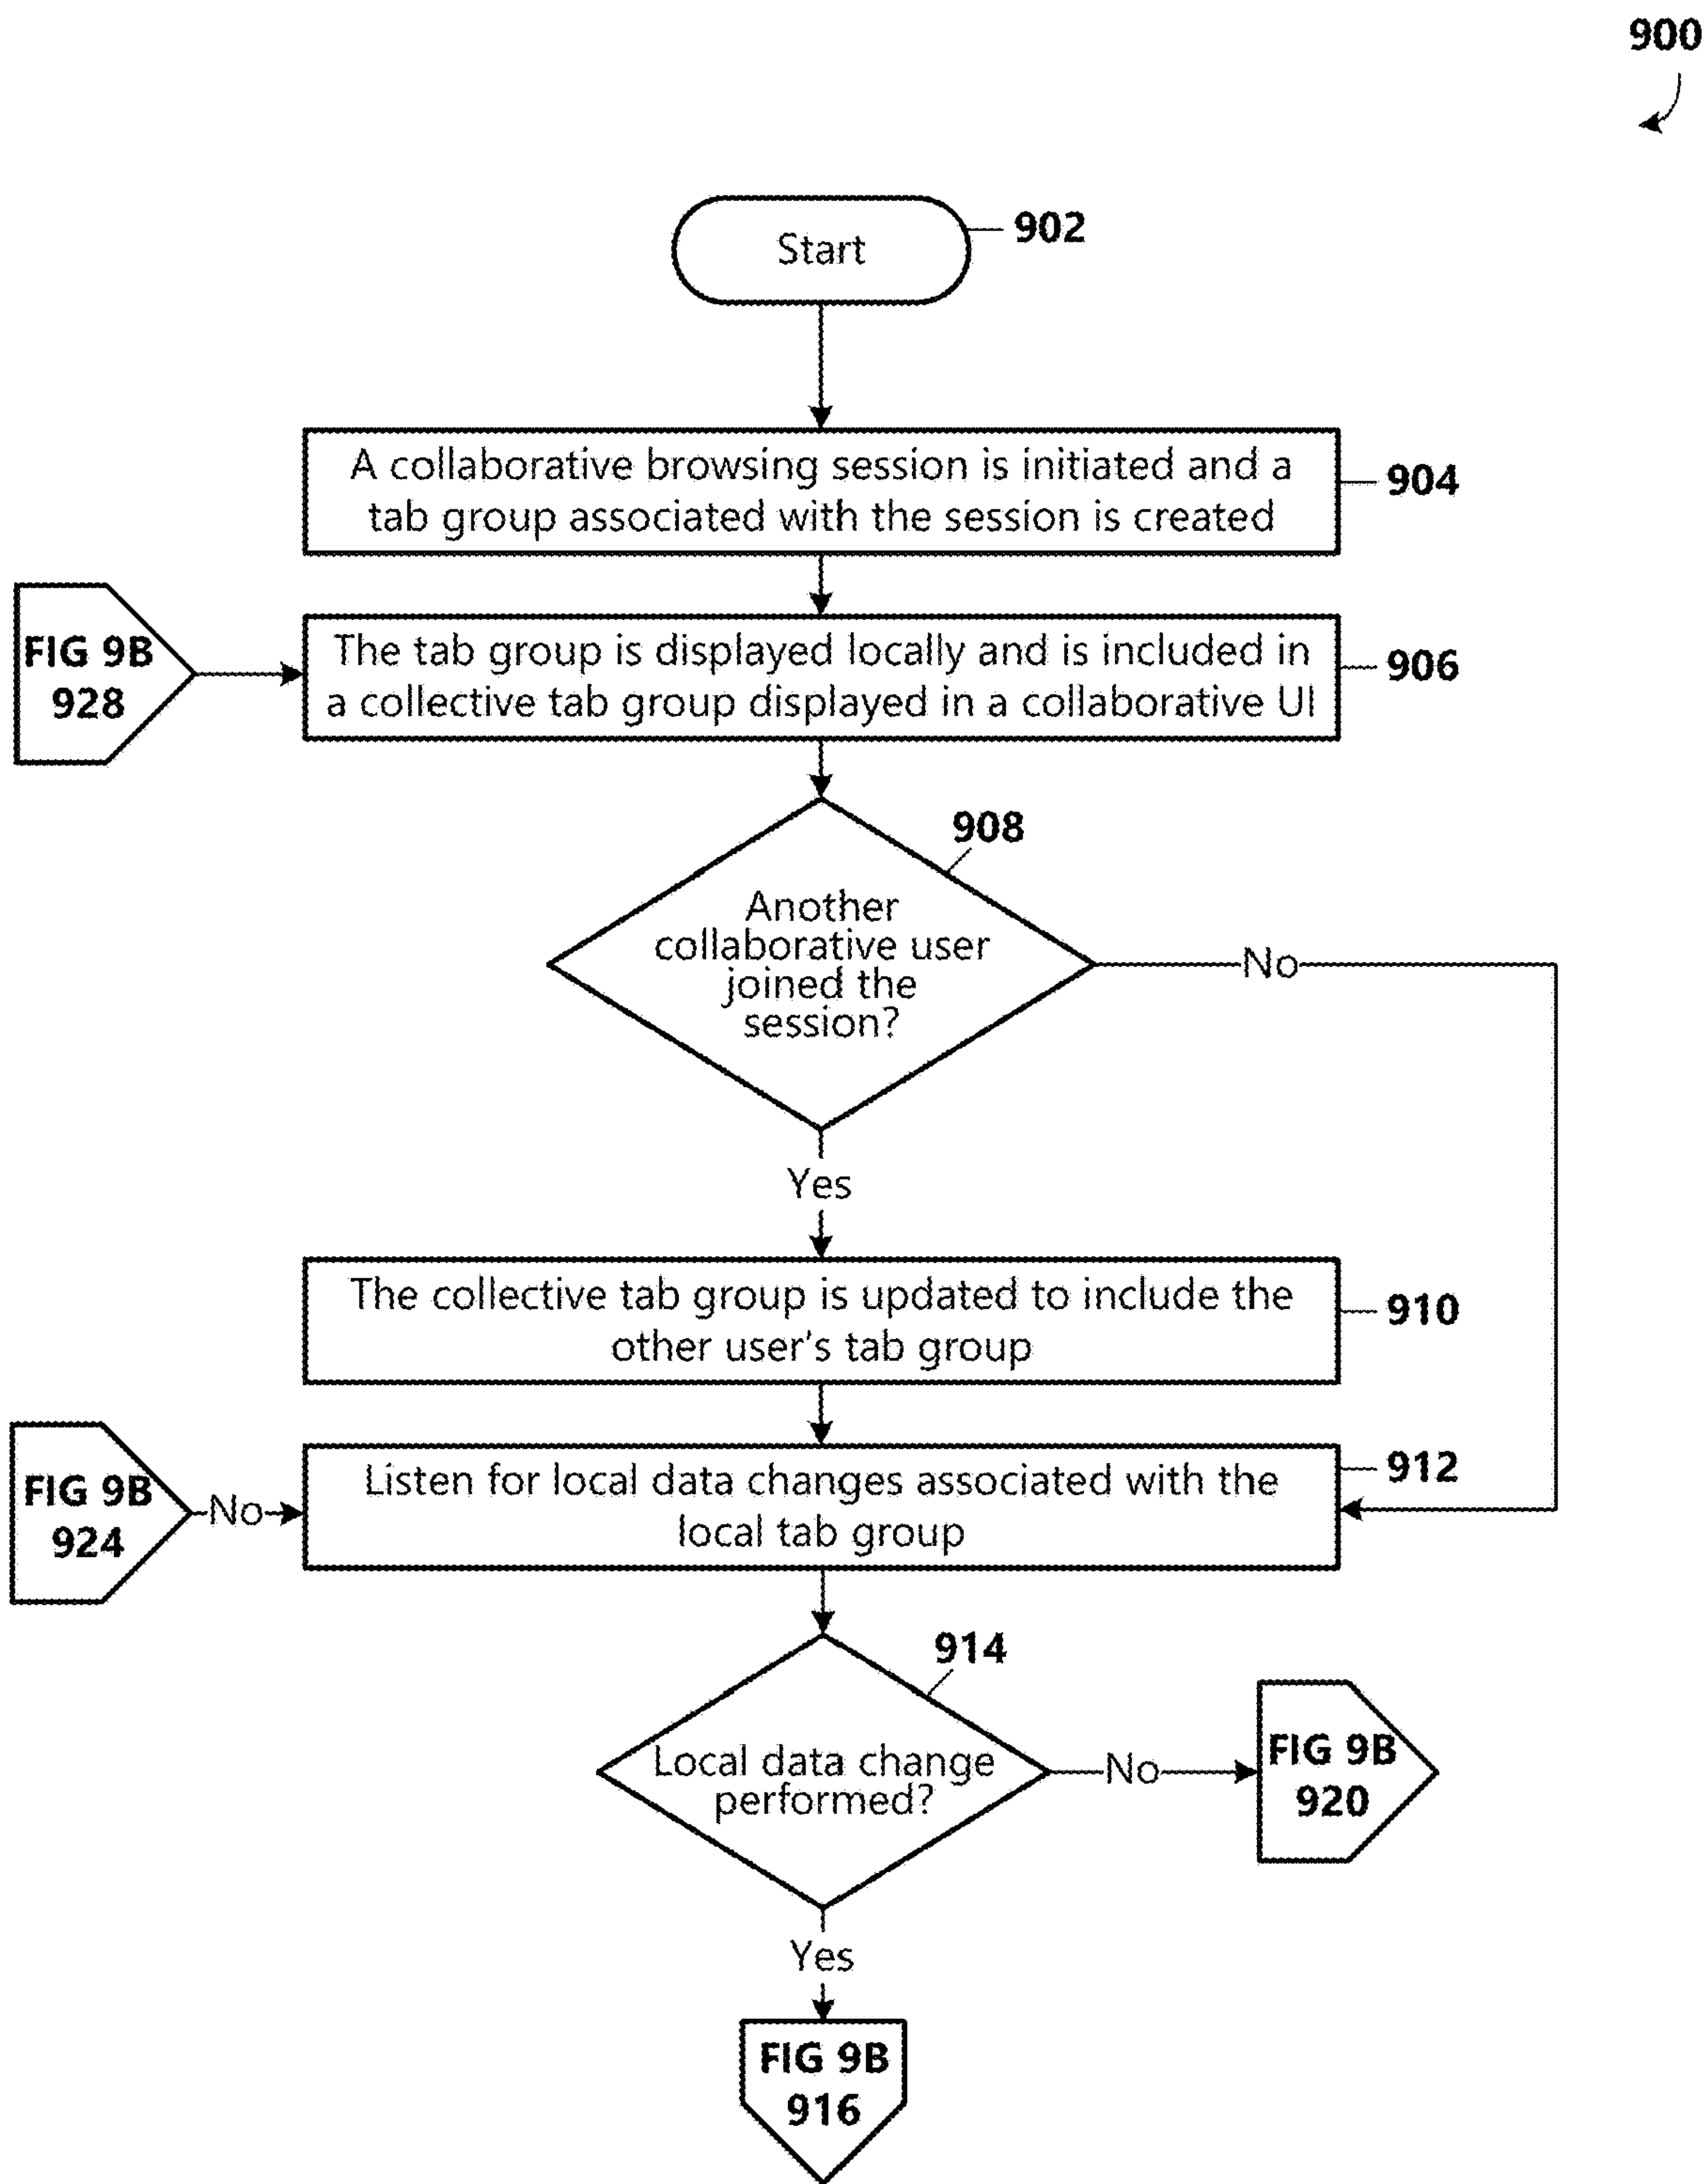 900
Start
902
A collaborative browsing session is initiated and a
tab group associated with the session is created
904
FIG 9B
928
The tab group is displayed locally and is included in
a collective tab group displayed in a collaborative UI
906
908
Another
collaborative user
joined the
session?
No
Yes
The collective tab group is updated to include the
other user's tab group
910
FIG 9B
924
No
Listen for local data changes associated with the
local tab group
912
914
Local data change
performed?
No
FIG 9B
920
Yes
FIG 9B
916